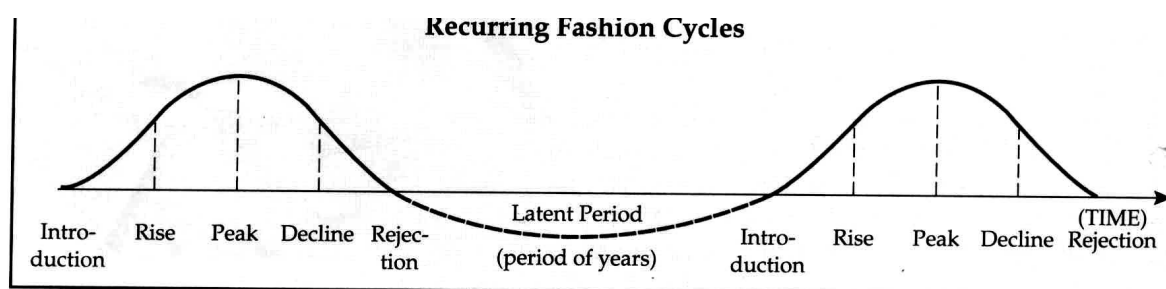 Recurring Fashion Cycles
Latent Period
(period of years)
(TIME)
Intro-
duction
Rise
Peak
Decline
Rejec-
tion
Intro-
duction
Rise
Peak
Decline
Rejection